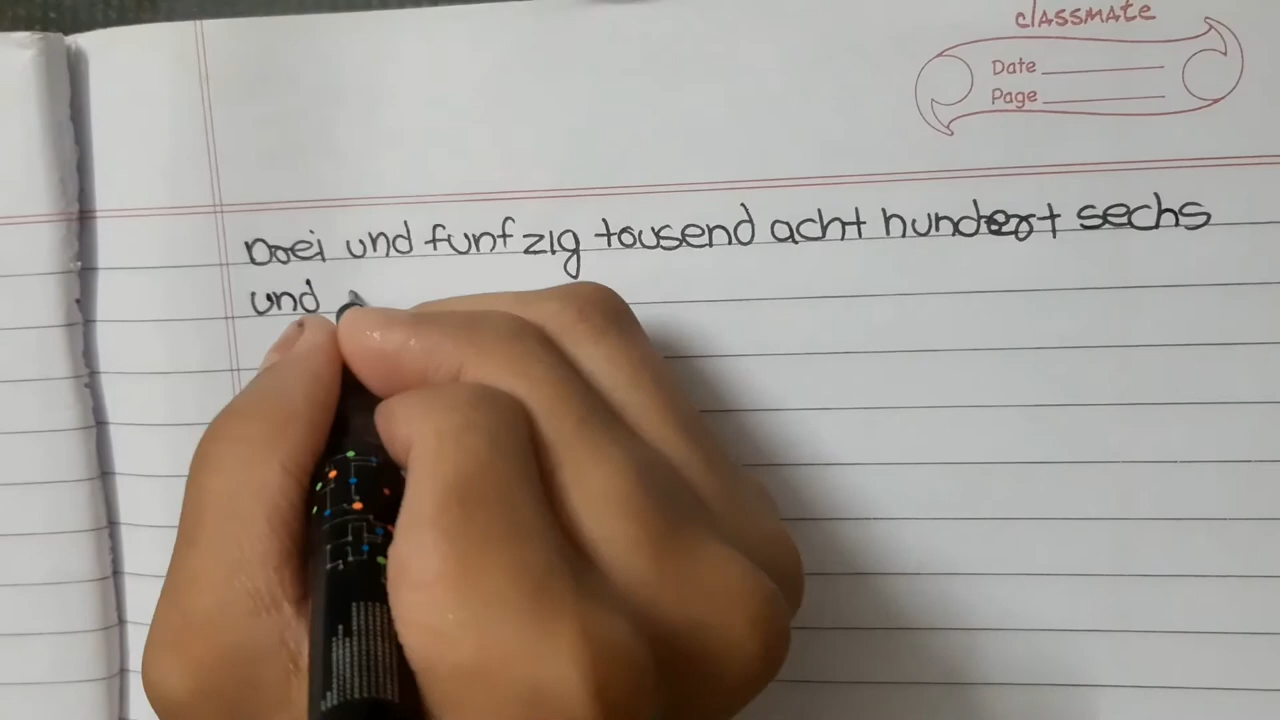 classmate
Date
Page
Drei und funfzig tousend acht hundert sechs
und